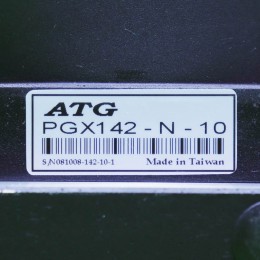 ATG
PGX142 - N - 10
S/N081008-142-10-1 Made in Taiwan